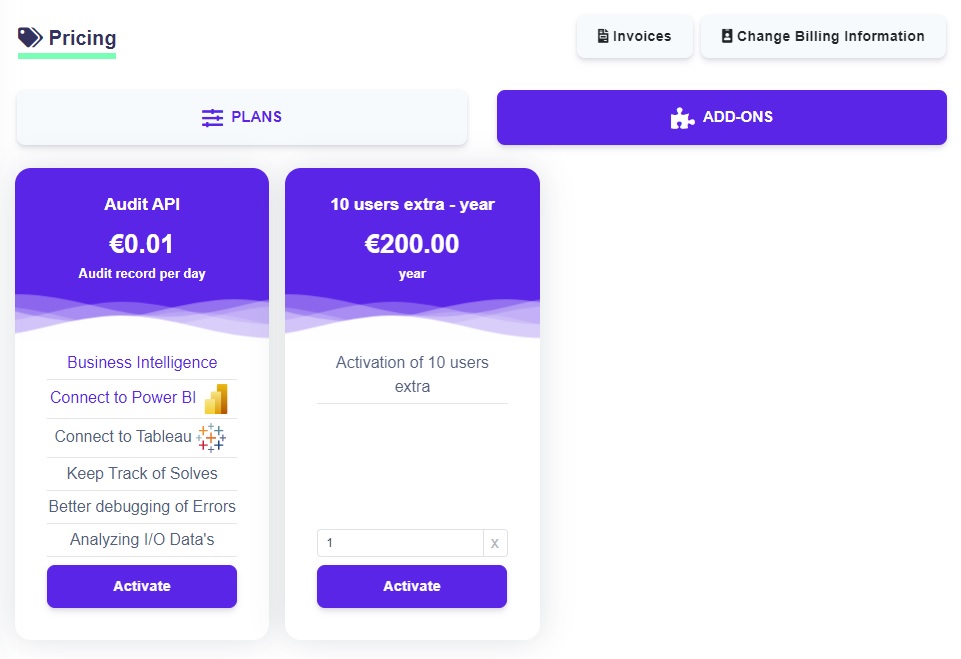 Pricing
Invoices
Change Billing Information
PLANS
ADD-ONS
Audit API
€0.01
Audit record per day
Business Intelligence
Connect to Power BI
Connect to Tableau
Keep Track of Solves
Better debugging of Errors
Analyzing I/O Data's
Activate
10 users extra - year
€200.00
year
Activation of 10 users
extra
1
X
Activate